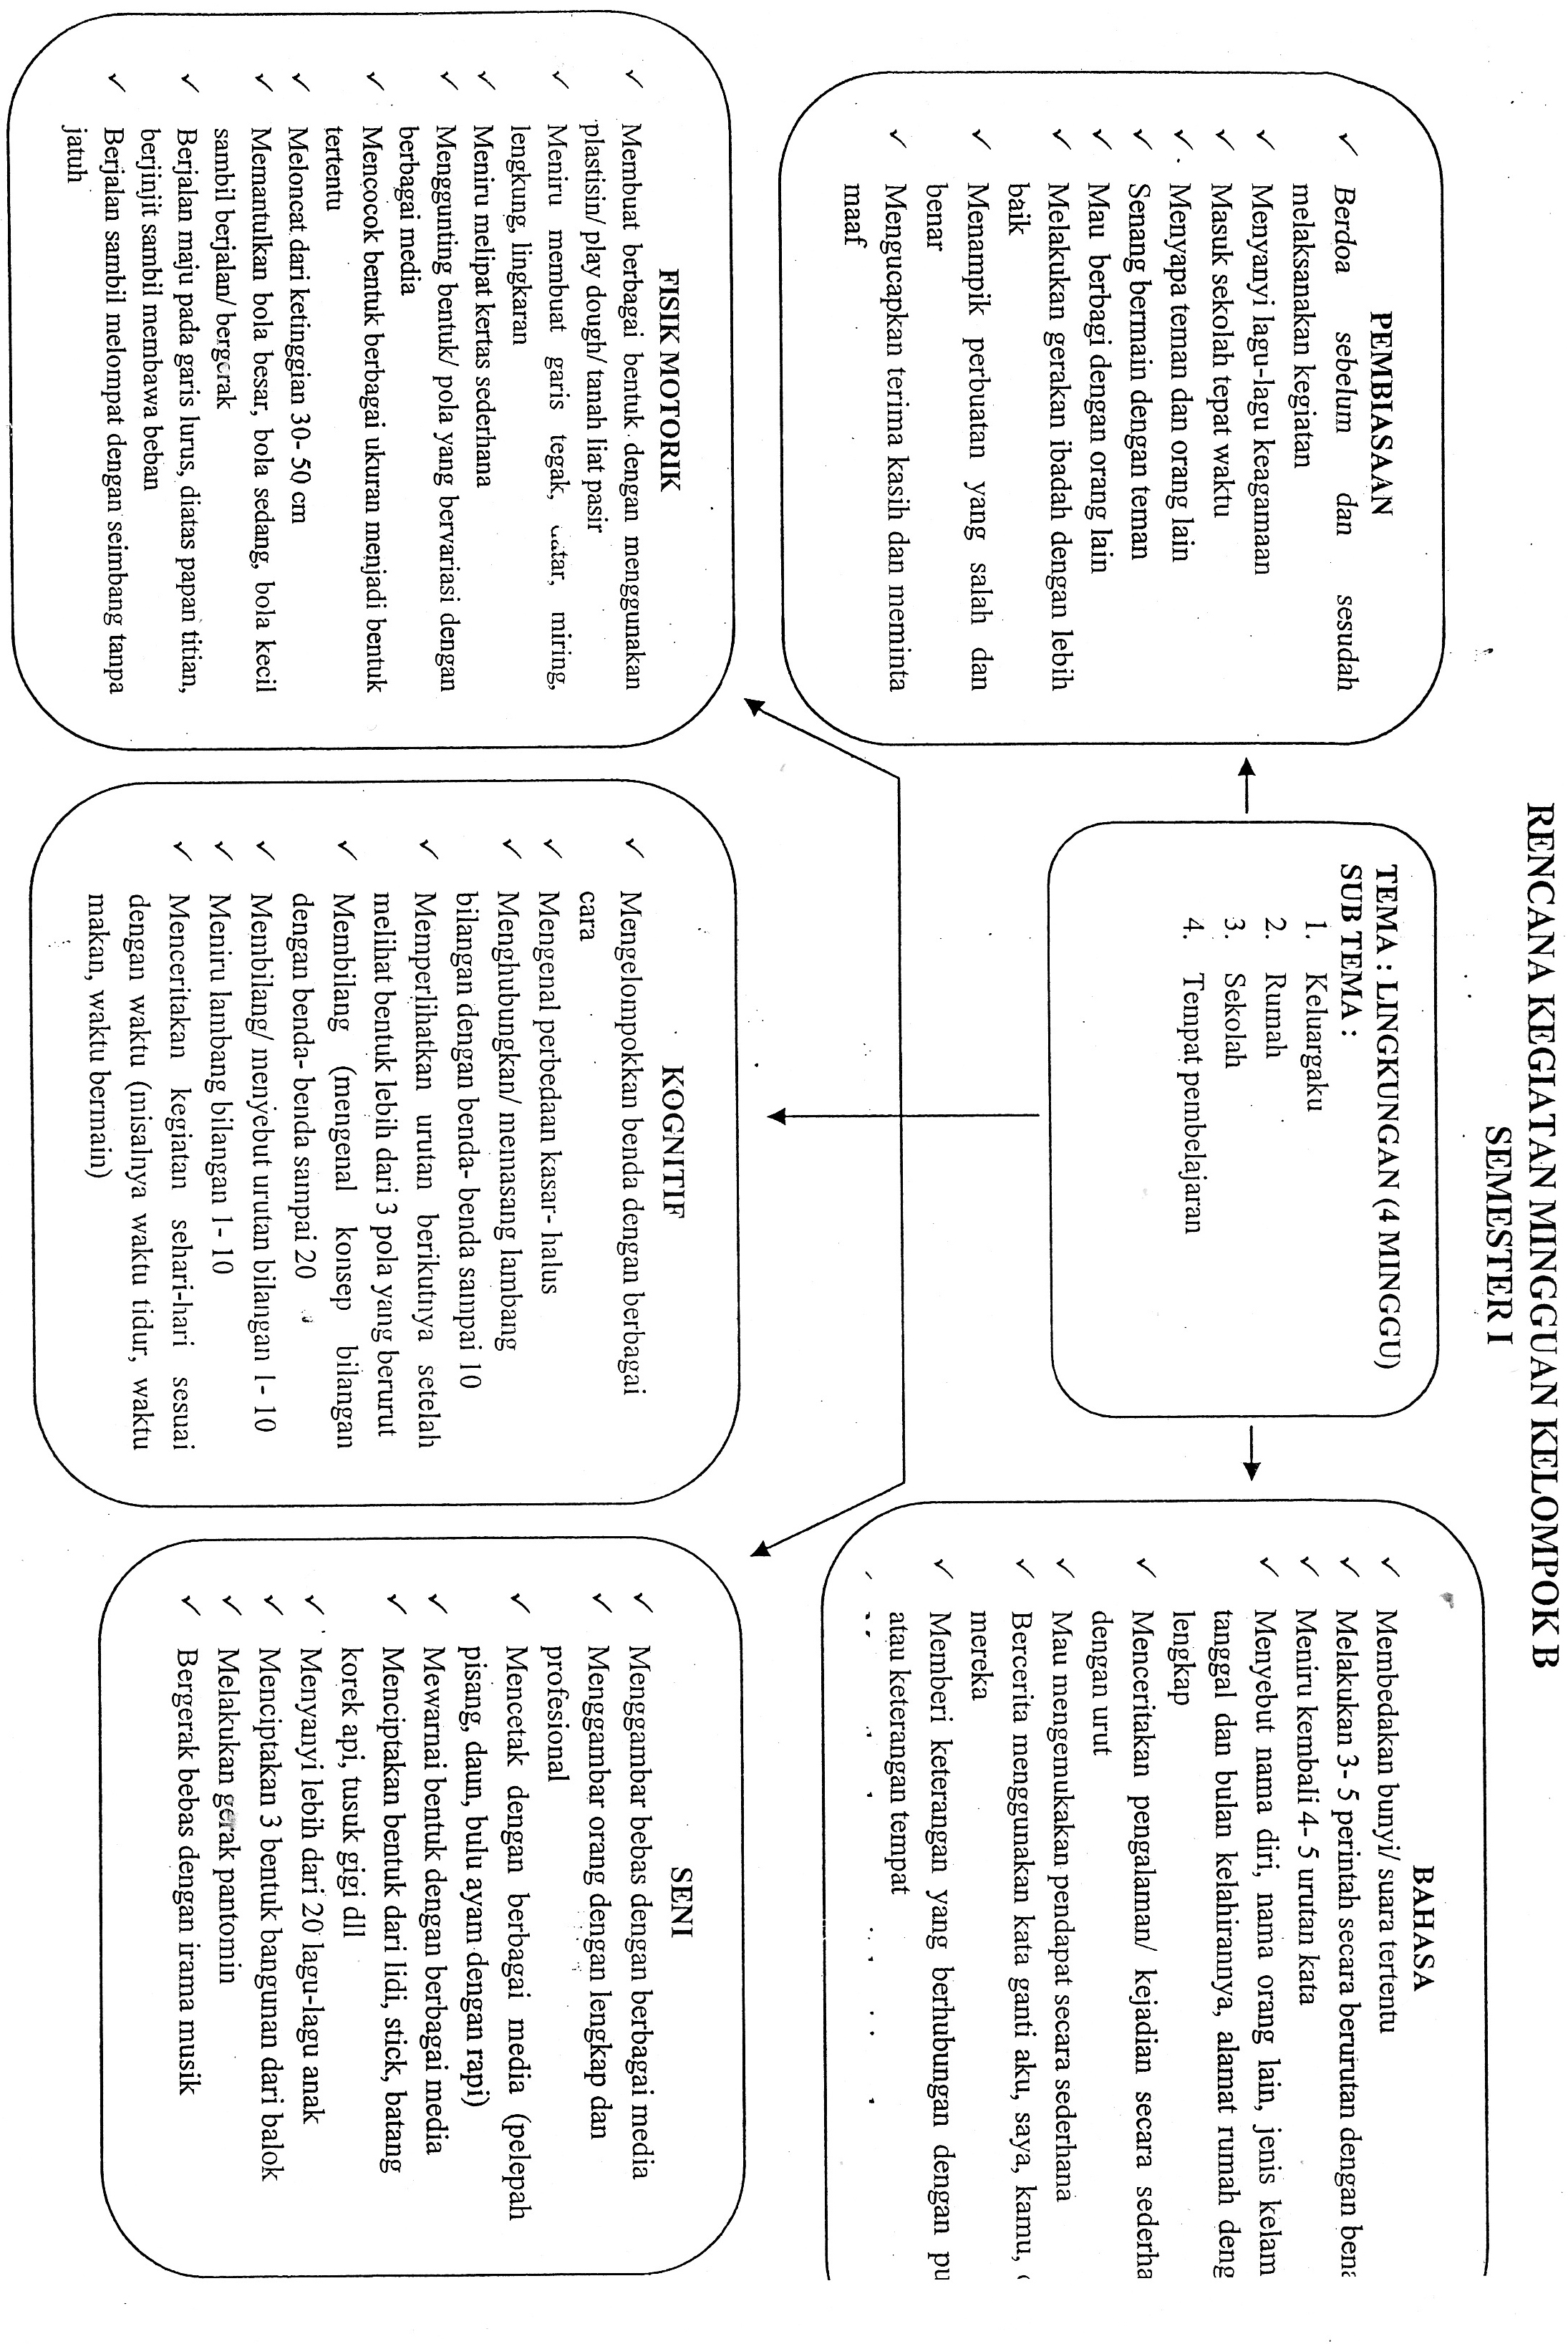 RENCANA KEGIATAN MINGGUAN KELOMPOK B
SEMESTER I
PEMBIASAAN
✓ Berdoa sebelum dan sesudah
melaksanakan kegiatan
✓ Menyanyi lagu-lagu keagamaan
✓ Masuk sekolah tepat waktu
✓ Menyapa teman dan orang lain
✓ Senang bermain dengan teman
✓ Mau berbagi dengan orang lain
✓ Melakukan gerakan ibadah dengan lebih
baik
✓ Menampik perbuatan yang salah dan
benar
✓ Mengucapkan terima kasih dan meminta
maaf
TEMA : LINGKUNGAN (4 MINGGU)
SUB TEMA :
1. Keluargaku
2. Rumah
3. Sekolah
4. Tempat pembelajaran
BAHASA
✓ Membedakan bunyi/ suara tertentu
✓ Melakukan 3- 5 perintah secara berurutan dengan bena
✓ Meniru kembali 4- 5 urutan kata
✓ Menyebut nama diri, nama orang lain, jenis kelam
tanggal dan bulan kelahirannya, alamat rumah deng
lengkap
✓ Menceritakan pengalaman/ kejadian secara sederha
dengan urut
✓ Mau mengemukakan pendapat secara sederhana
✓ Bercerita menggunakan kata ganti aku, saya, kamu,
mereka
✓ Memberi keterangan yang berhubungan dengan pu
atau keterangan tempat
FISIK MOTORIK
✓ Membuat berbagai bentuk dengan menggunakan
plastisin/ play dough/ tanah liat pasir
✓ Meniru membuat garis tegak, miring,
lengkung, lingkaran
✓ Meniru melipat kertas sederhana
✓ Menggunting bentuk/ pola yang bervariasi dengan
berbagai media
✓ Mencocok bentuk berbagai ukuran menjadi bentuk
tertentu
✓ Meloncat dari ketinggian 30- 50 cm
✓ Memantulkan bola besar, bola sedang, bola kecil
sambil berjalan/ bergerak
✓ Berjalan maju pada garis lurus, diatas papan titian,
berjinjit sambil membawa beban
✓ Berjalan sambil melompat dengan seimbang tanpa
jatuh
KOGNITIF
✓ Mengelompokkan benda dengan berbagai
cara
✓ Mengenal perbedaan kasar- halus
✓ Menghubungkan/ memasang lambang
bilangan dengan benda- benda sampai 10
✓ Memperlihatkan urutan berikutnya setelah
melihat bentuk lebih dari 3 pola yang berurut
✓ Membilang (mengenal konsep bilangan
dengan benda- benda sampai 20
✓ Membilang/ menyebut urutan bilangan 1- 10
✓ Meniru lambang bilangan 1- 10
✓ Menceritakan kegiatan sehari-hari sesuai
dengan waktu (misalnya waktu tidur, waktu
makan, waktu bermain)
SENI
✓ Menggambar bebas dengan berbagai media
✓ Menggambar orang dengan lengkap dan
profesional
✓ Mencetak dengan berbagai media (pelepah
pisang, daun, bulu ayam dengan rapi)
✓ Mewarnai bentuk dengan berbagai media
✓ Menciptakan bentuk dari lidi, stick, batang
korek api, tusuk gigi dll
✓ Menyanyi lebih dari 20 lagu-lagu anak
✓ Menciptakan 3 bentuk bangunan dari balok
✓ Melakukan gerak pantomin
✓ Bergerak bebas dengan irama musik